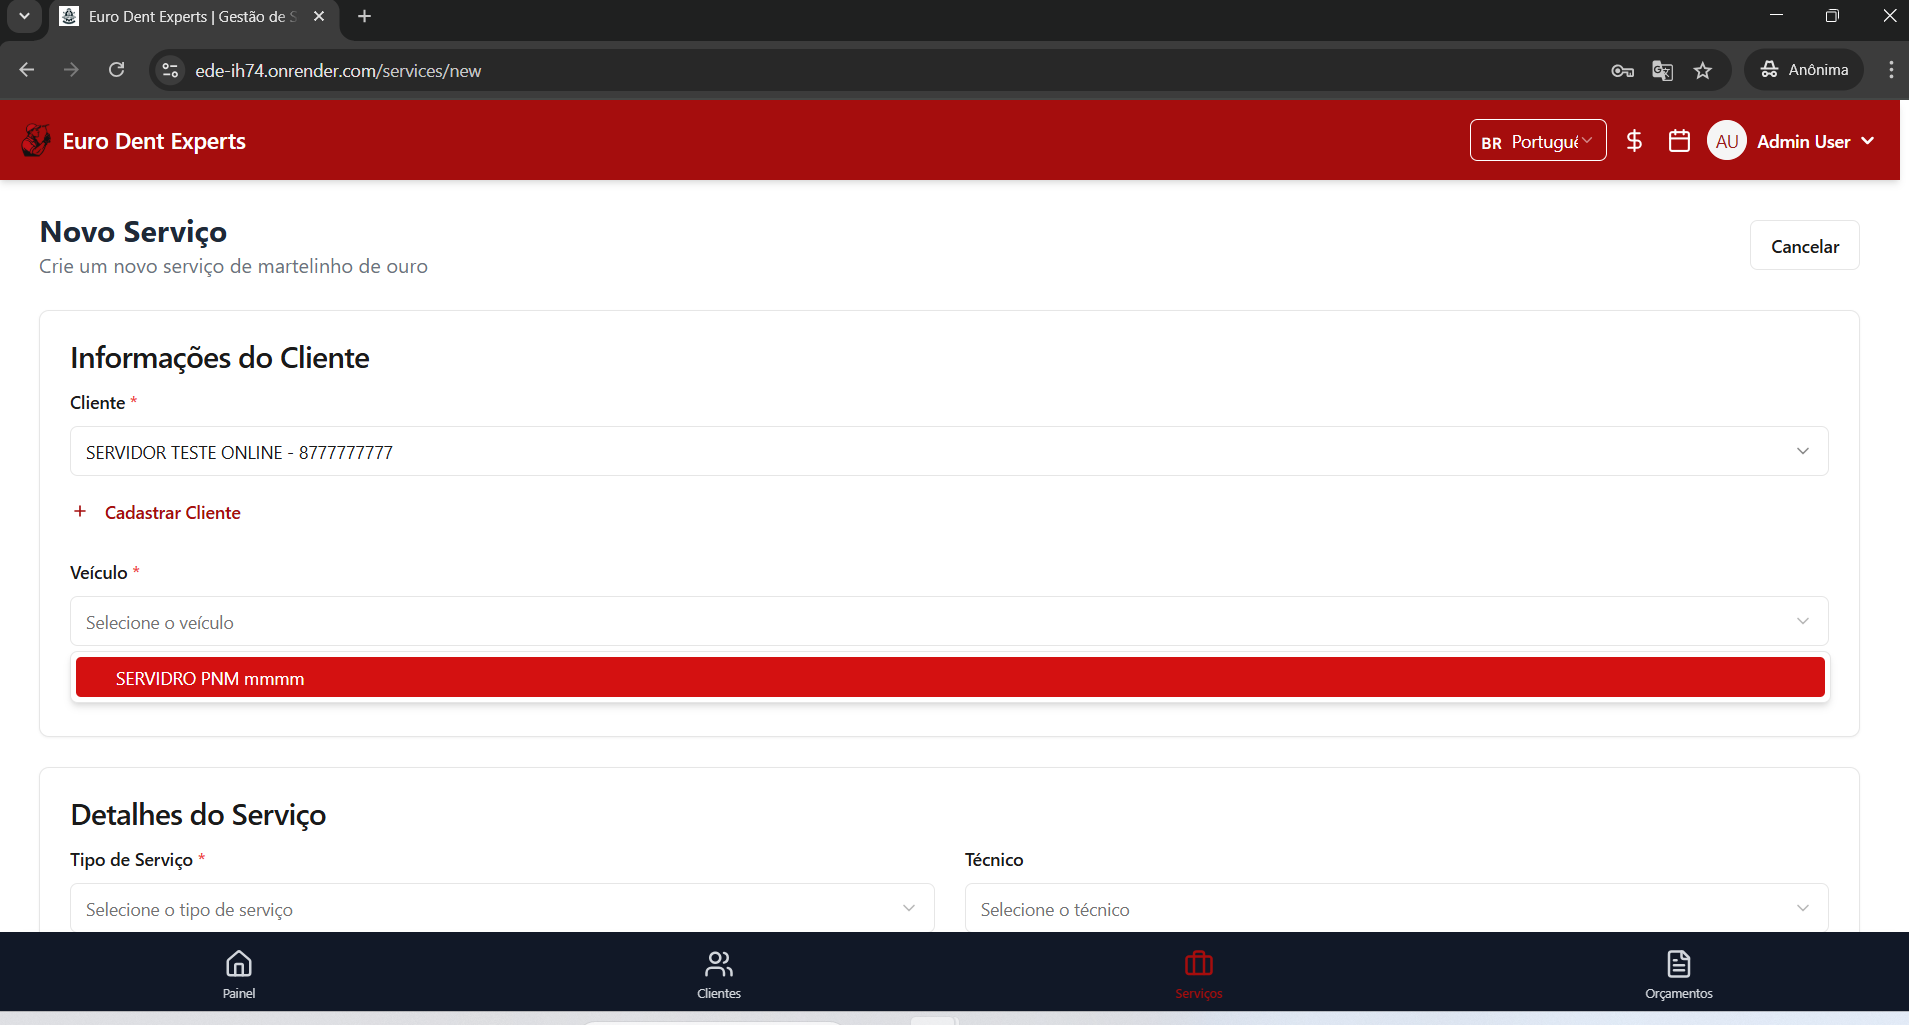 Euro Dent Experts | Gestão de S
ede-ih74.onrender.com/services/new
Anônima
Euro Dent Experts
BR Portugu
AU
Admin User
Novo Serviço
Crie um novo serviço de martelinho de ouro
Cancelar
Informações do Cliente
Cliente *
SERVIDOR TESTE ONLINE - 8777777777
+ Cadastrar Cliente
Veículo *
Selecione o veículo
SERVIDRO PNM mmmm
Detalhes do Serviço
Tipo de Serviço *
Técnico
Selecione o tipo de serviço
Selecione o técnico
Painel
Clientes
Serviços
Orçamentos